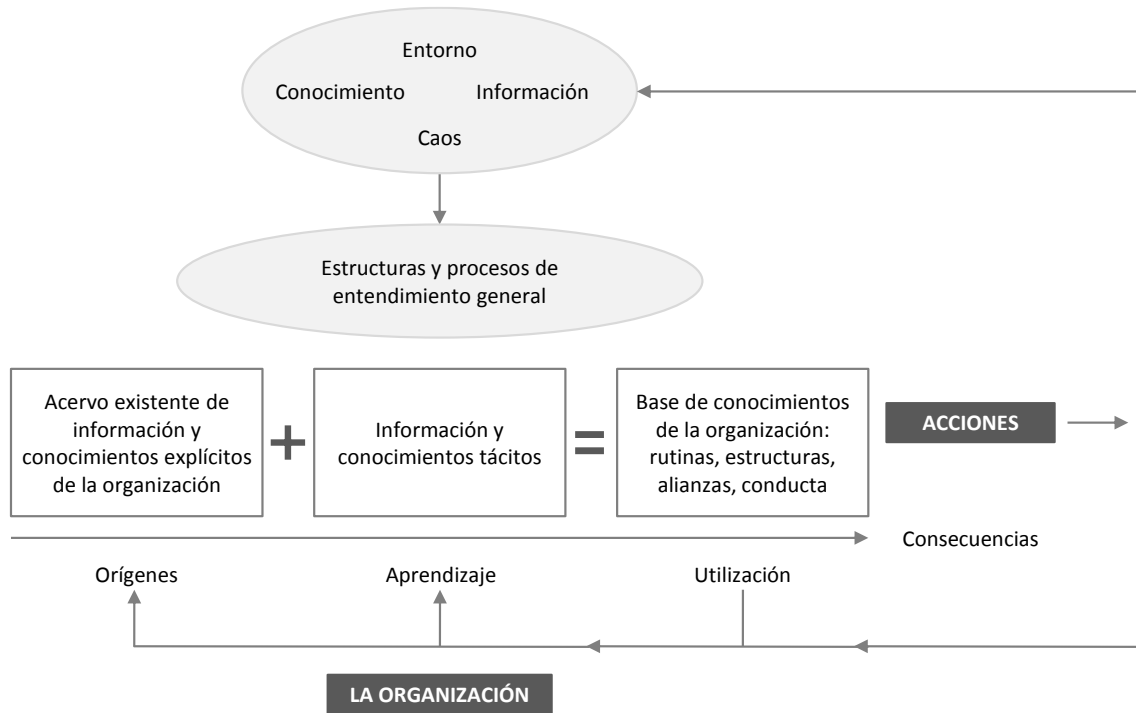 Entorno
Conocimiento Información
Caos
Estructuras y procesos de
entendimiento general
Acervo existente de
información y
conocimientos explícitos
de la organización
+
Información y
conocimientos tácitos
=
Base de conocimientos
de la organización:
rutinas, estructuras,
alianzas, conducta
ACCIONES
Consecuencias
Orígenes Aprendizaje Utilización
LA ORGANIZACIÓN